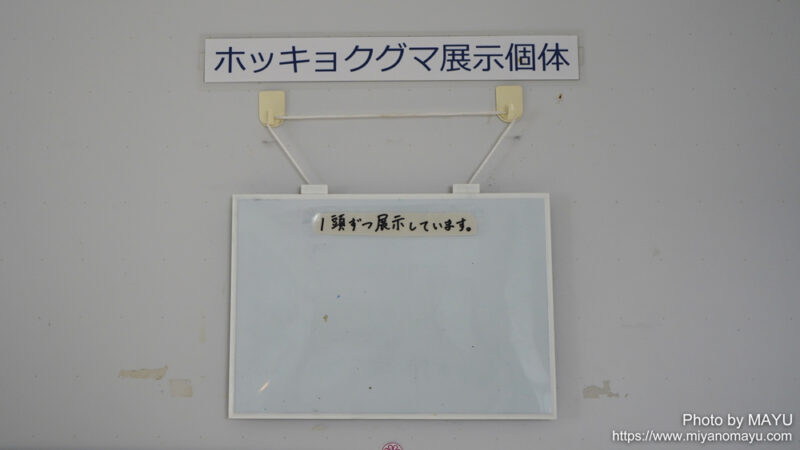 ホッキョクグマ展示個体
1頭ずつ展示しています。
Photo by MAYU
https://www.miyanomayu.com